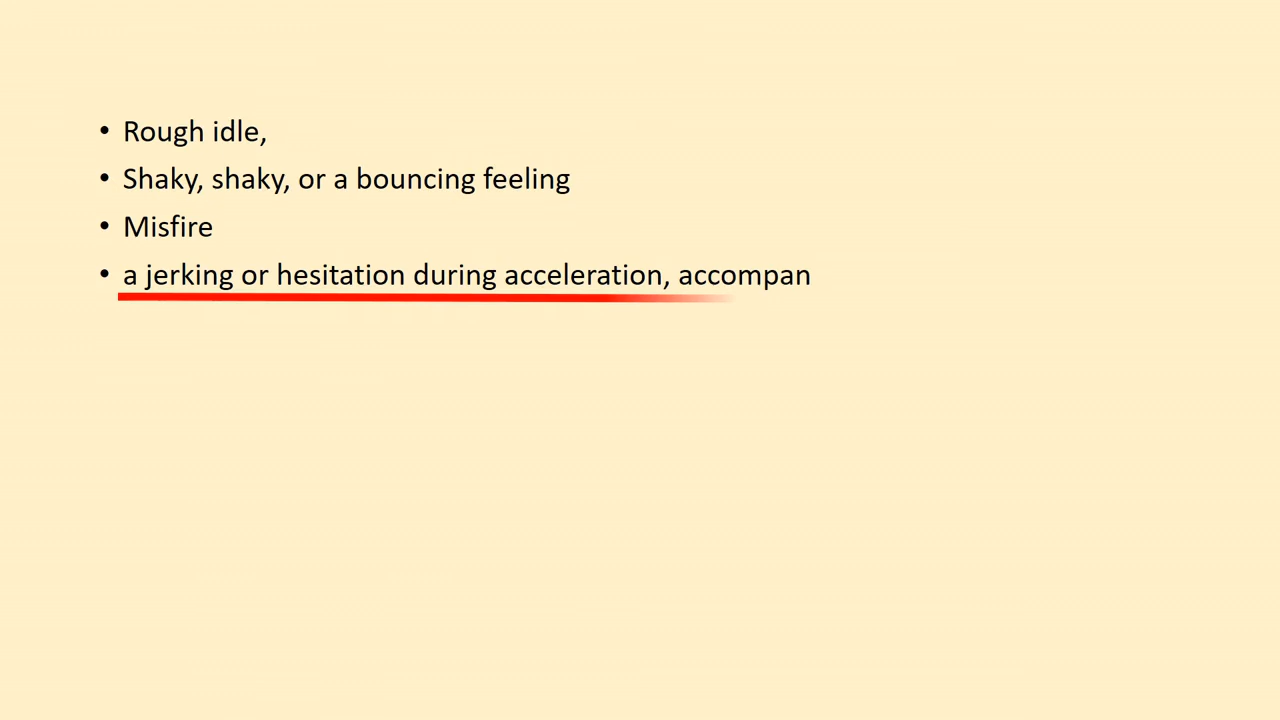 • Rough idle,
• Shaky, shaky, or a bouncing feeling
• Misfire
• a jerking or hesitation during acceleration, accompan